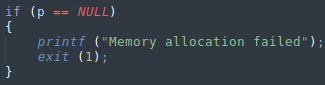 if (p == NULL)
{
    printf ("Memory allocation failed");
    exit (1);
}